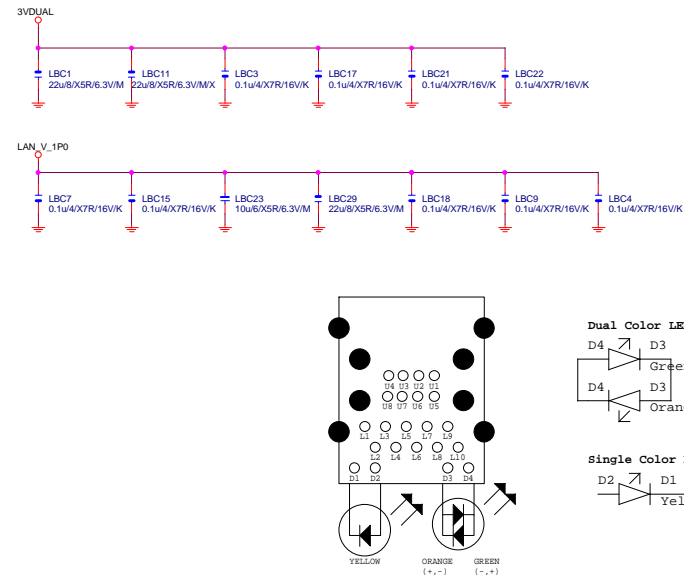 3VDUAL
LBC1
22u/8/X5R/6.3V/M
LBC11
22u/8/X5R/6.3V/M/X
LBC3
0.1u/4/X7R/16V/K
LBC17
0.1u/4/X7R/16V/K
LBC21
0.1u/4/X7R/16V/K
LBC22
0.1u/4/X7R/16V/K
LAN_V_1P0
LBC7
0.1u/4/X7R/16V/K
LBC15
0.1u/4/X7R/16V/K
LBC23
10u/6/X5R/6.3V/M
LBC29
22u/8/X5R/6.3V/M
LBC18
0.1u/4/X7R/16V/K
LBC9
0.1u/4/X7R/16V/K
LBC4
0.1u/4/X7R/16V/K
U4 U3 U2 U1
U8 U7 U6 U5
L1 L3 L5 L7 L9
L2 L4 L6 L8 L10
D1 D2 D3 D4
YELLOW
ORANGE
(+,-)
GREEN
(-,+)
Dual Color LE
D4 D3
Green
D4 D3
Oran
Single Color
D2 D1
Yel